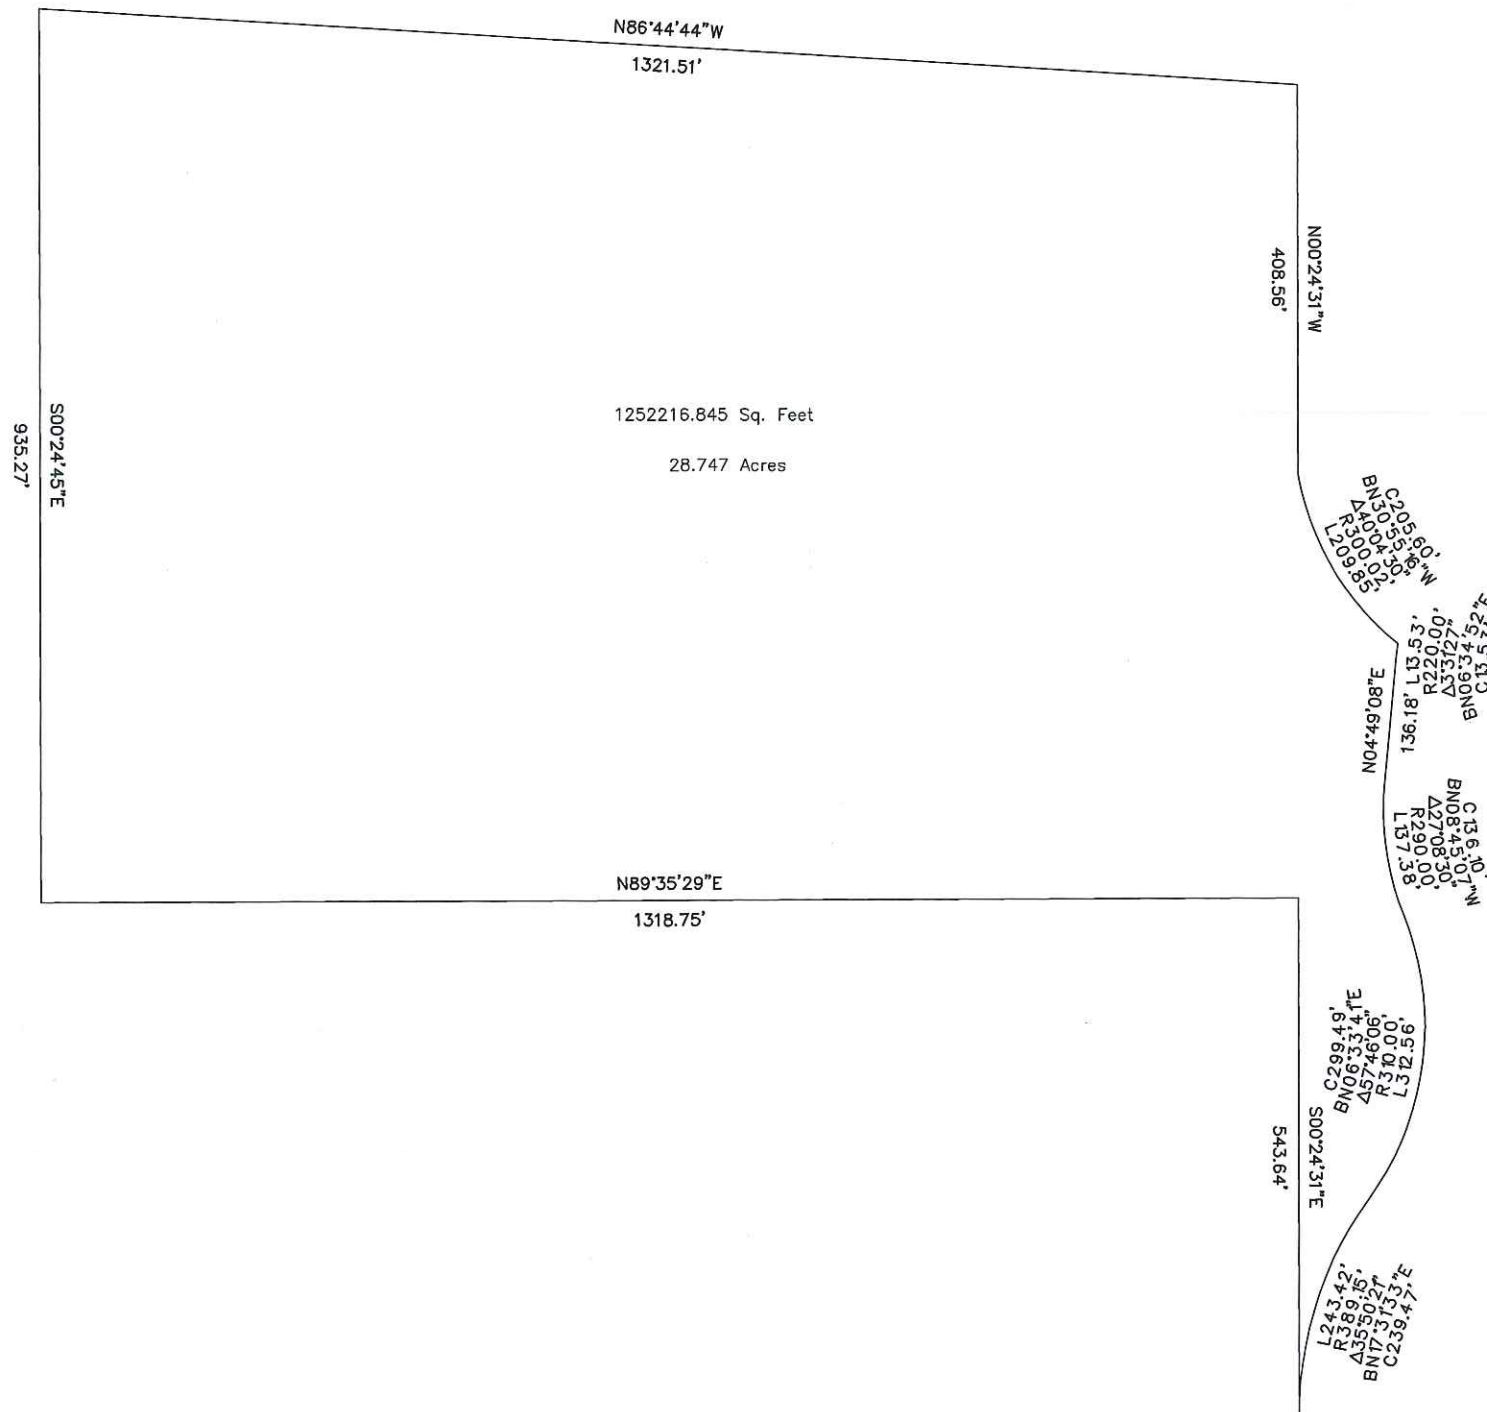 N86°44'44"W
1321.51'
N00°24'31"W
408.56'
1252216.845 Sq. Feet
28.747 Acres
S00°24'45"E
935.27'
C205.60'
BN30°55'16"W
Δ40°04'30"
R300.02'
L209.85'
N04°49'08"E
136.18'
L13.53'
R220.00'
Δ3°31'27"
BN06°34'52"E
C13.53'
C136.10'
BN08°45'07"W
Δ27°08'30"
R290.00'
L137.38'
N89°35'29"E
1318.75'
C299.49'
BN06°33'41"E
Δ57°46'06"
R310.00'
L312.56'
S00°24'31"E
543.64'
L243.42'
R389.15'
Δ35°50'21"
BN17°31'33"E
C239.47'